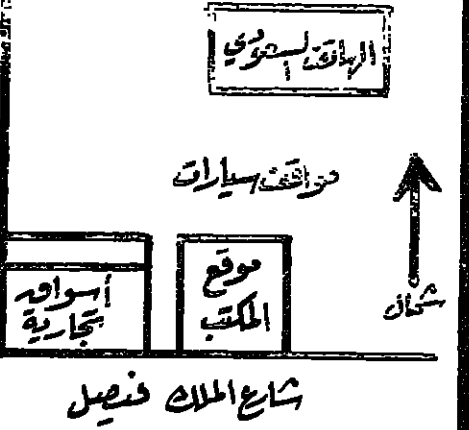 الهاتف السعودي
مواقف سيارات
شمال
موقع
المكتب
أسواق
تجارية
شارع الملك فيصل